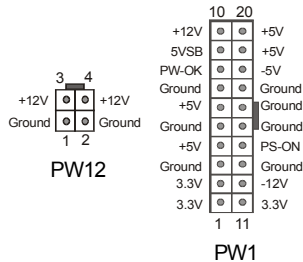 10 20
+12V +5V
5VSB +5V
PW-OK -5V
Ground Ground
+5V Ground
Ground Ground
+5V PS-ON
Ground Ground
3.3V -12V
3.3V 3.3V
1 11
PW1
3 4
+12V +12V
Ground Ground
1 2
PW12